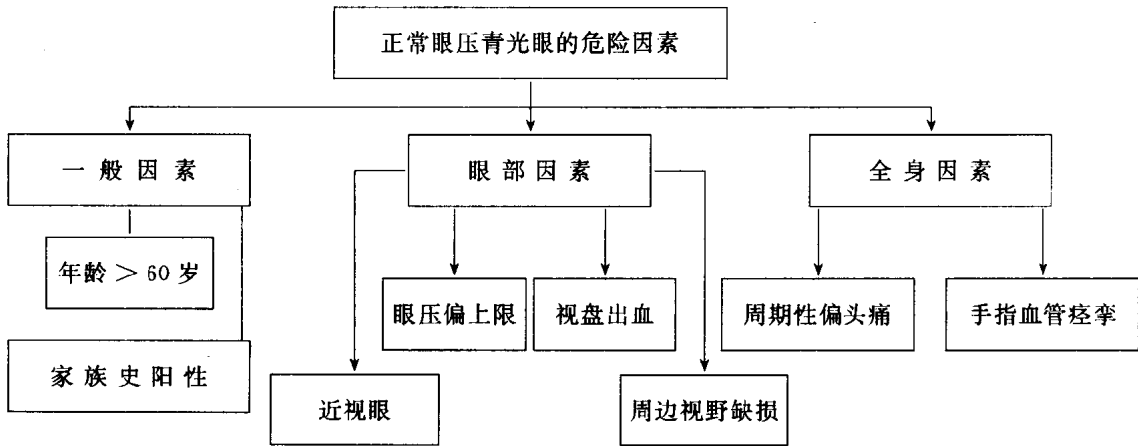 正常眼压青光眼的危险因素
一般因素
眼部因素
全身因素
年龄＞60岁
眼压偏上限
视盘出血
周期性偏头痛
手指血管痉挛
家族史阳性
近视眼
周边视野缺损